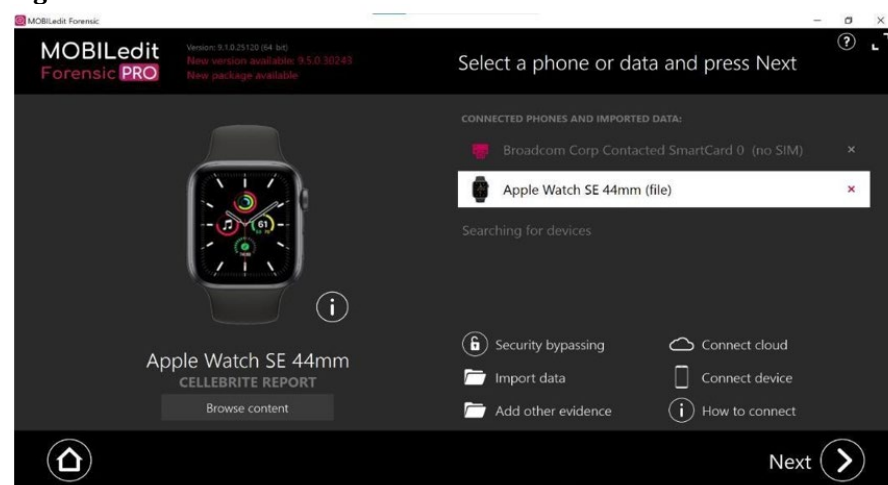 MOBILedit Forensic
MOBILedit
Forensic PRO
Version: 9.1.0.25120 (64 bit)
New version available: 9.5.0.30243
New package available
Select a phone or data and press Next
?
CONNECTED PHONES AND IMPORTED DATA:
Broadcom Corp Contacted SmartCard 0 (no SIM)
Apple Watch SE 44mm (file)
Searching for devices
61
i
Apple Watch SE 44mm
CELLEBRITE REPORT
Browse content
Security bypassing
Connect cloud
Import data
Connect device
Add other evidence
i How to connect
Next